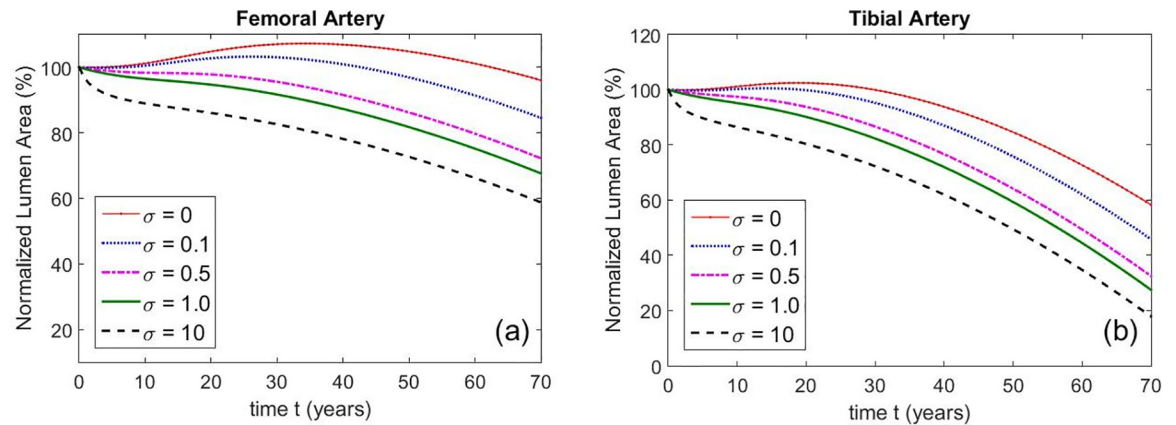 Femoral Artery
Normalized Lumen Area (%)
100
80
60
40
20
σ = 0
σ = 0.1
σ = 0.5
σ = 1.0
σ = 10
(a)
0 10 20 30 40 50 60 70
time t (years)
Tibial Artery
Normalized Lumen Area (%)
120
100
80
60
40
20
0
σ = 0
σ = 0.1
σ = 0.5
σ = 1.0
σ = 10
(b)
0 10 20 30 40 50 60 70
time t (years)